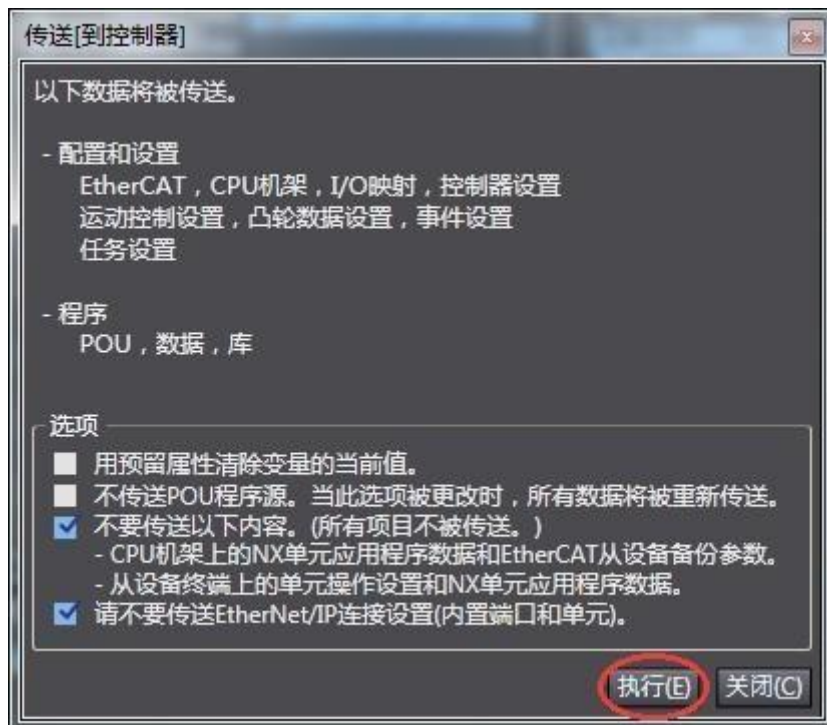 传送[到控制器]
以下数据将被传送。
- 配置和设置
EtherCAT，CPU机架，I/O映射，控制器设置
运动控制设置，凸轮数据设置，事件设置
任务设置
- 程序
POU，数据，库
选项
用预留属性清除变量的当前值。
不传送POU程序源。当此选项被更改时，所有数据将被重新传送。
不要传送以下内容。(所有项目不被传送。)
- CPU机架上的NX单元应用程序数据和EtherCAT从设备备份参数。
- 从设备终端上的单元操作设置和NX单元应用程序数据。
请不要传送EtherNet/IP连接设置(内置端口和单元)。
执行(E) 关闭(C)